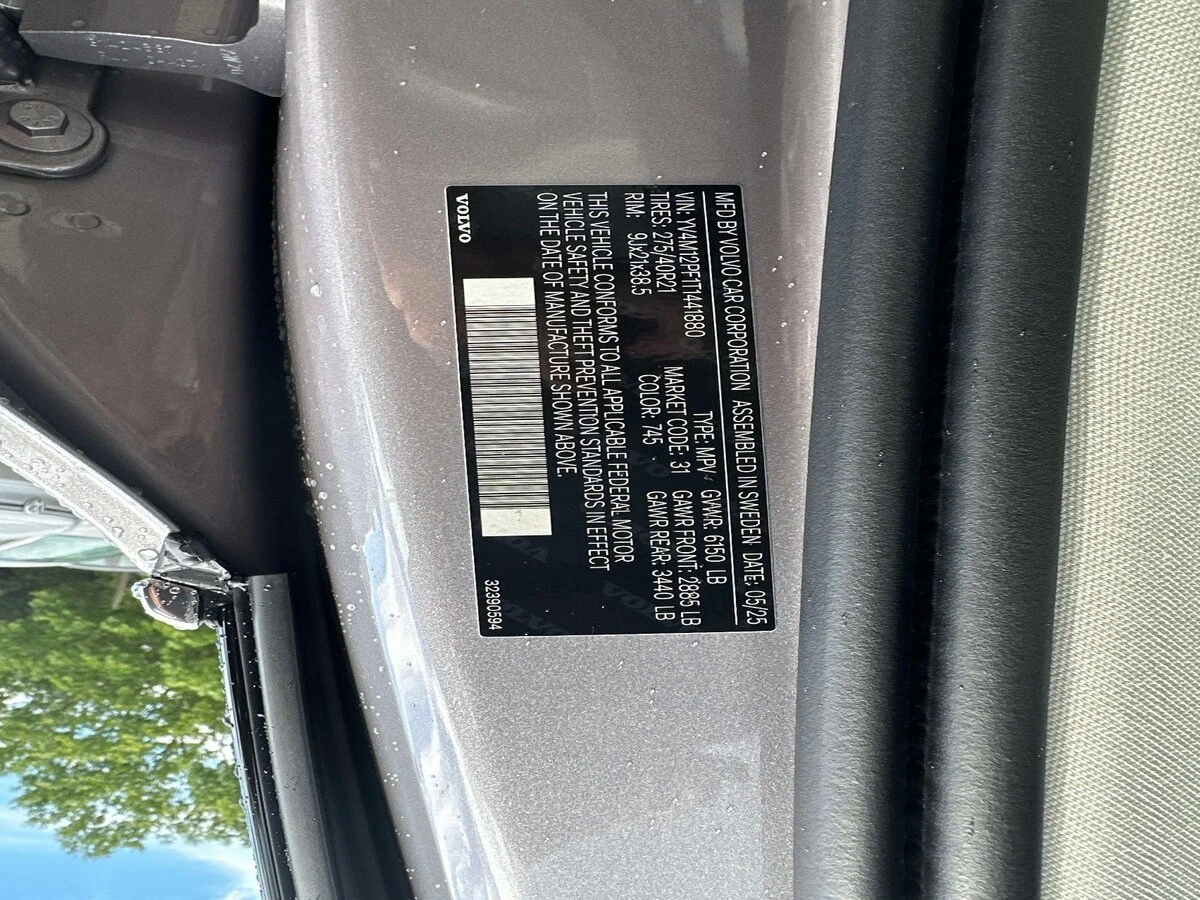 MFD BY VOLVO CAR CORPORATION ASSEMBLED IN SWEDEN DATE: 05/25
VIN: YV4M12PF1T1441880 TYPE: MPV GVWR: 6150 LB
TIRES: 275/40R21 MARKET CODE: 31 GAWR FRONT: 2885 LB
RIM: 9Jx21x38.5 COLOR: 745 GAWR REAR: 3440 LB
THIS VEHICLE CONFORMS TO ALL APPLICABLE FEDERAL MOTOR
VEHICLE SAFETY AND THEFT PREVENTION STANDARDS IN EFFECT
ON THE DATE OF MANUFACTURE SHOWN ABOVE.
VOLVO 32390594